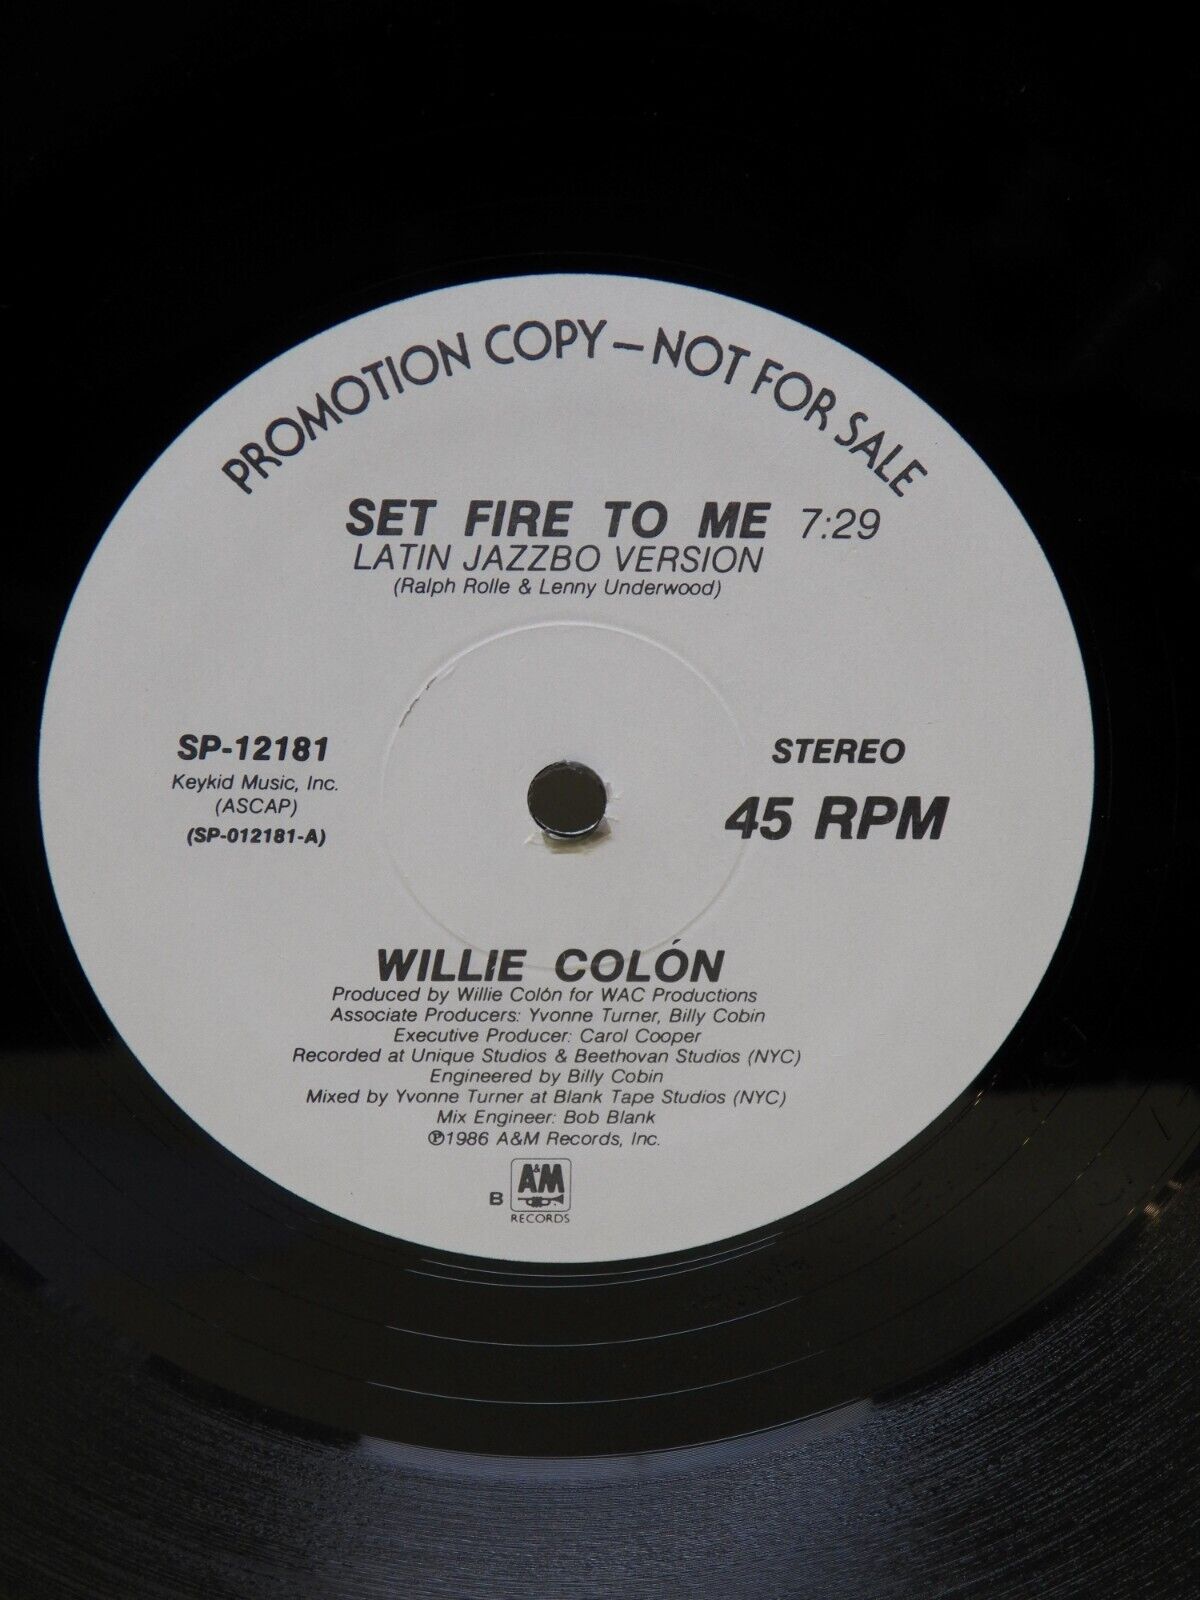 PROMOTION COPY — NOT FOR SALE
SET FIRE TO ME 7:29
LATIN JAZZBO VERSION
(Ralph Rolle & Lenny Underwood)
SP-12181
Keykid Music, Inc.
(ASCAP)
(SP-012181-A)
STEREO
45 RPM
WILLIE COLÓN
Produced by Willie Colón for WAC Productions
Associate Producers: Yvonne Turner, Billy Cobin
Executive Producer: Carol Cooper
Recorded at Unique Studios & Beethovan Studios (NYC)
Engineered by Billy Cobin
Mixed by Yvonne Turner at Blank Tape Studios (NYC)
Mix Engineer: Bob Blank
℗1986 A&M Records, Inc.
B A&M
RECORDS